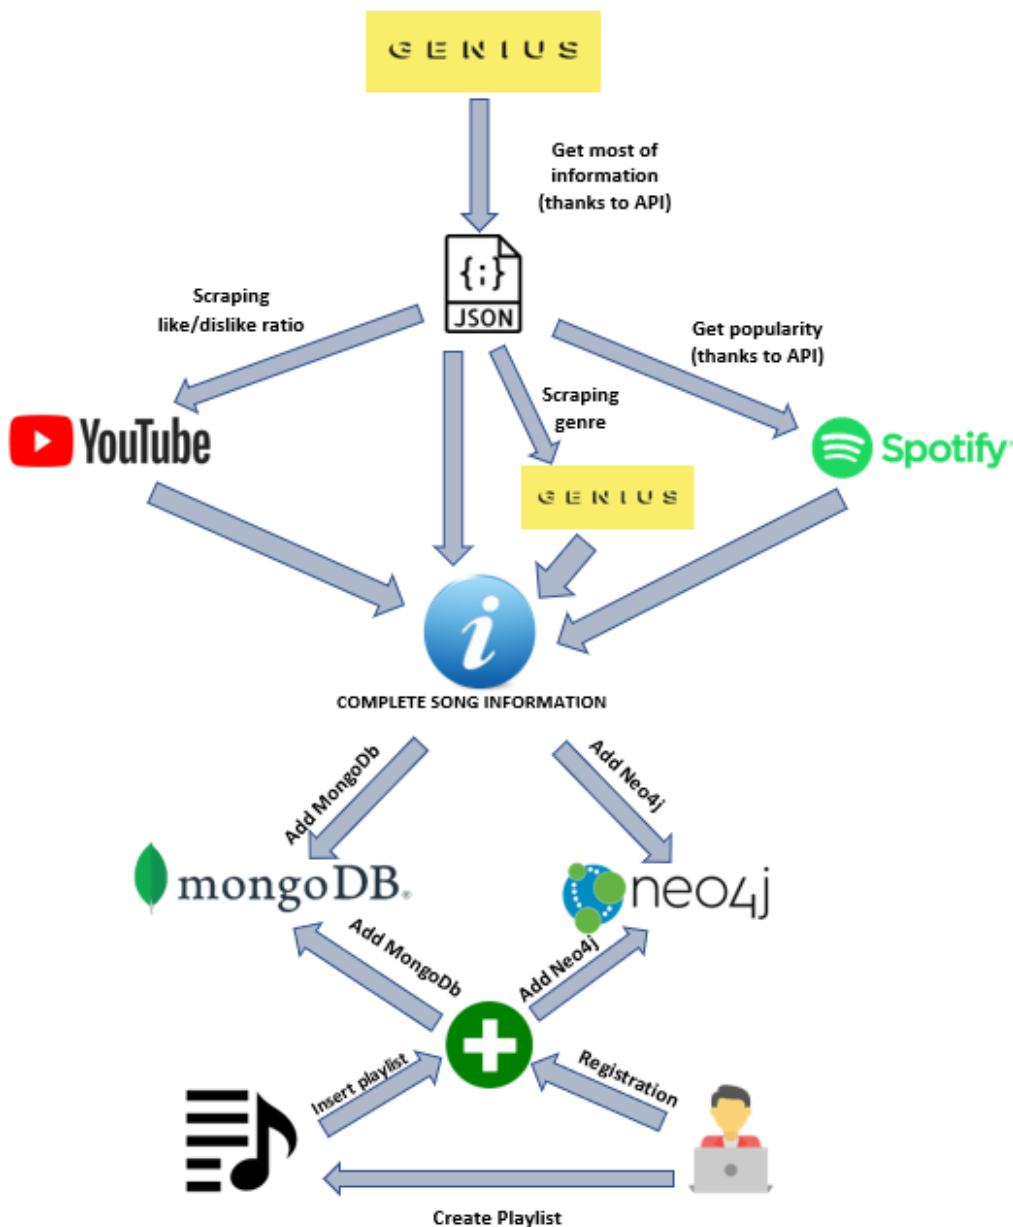 GENIUS
Get most of
information
(thanks to API)
{;}
JSON
Scraping
like/dislike ratio
Get popularity
(thanks to API)
Scraping
genre
YouTube
Spotify
GENIUS
i
COMPLETE SONG INFORMATION
Add MongoDb
Add Neo4j
mongoDB®
neo4j
Add MongoDb
Add Neo4j
Insert playlist
Registration
Create Playlist